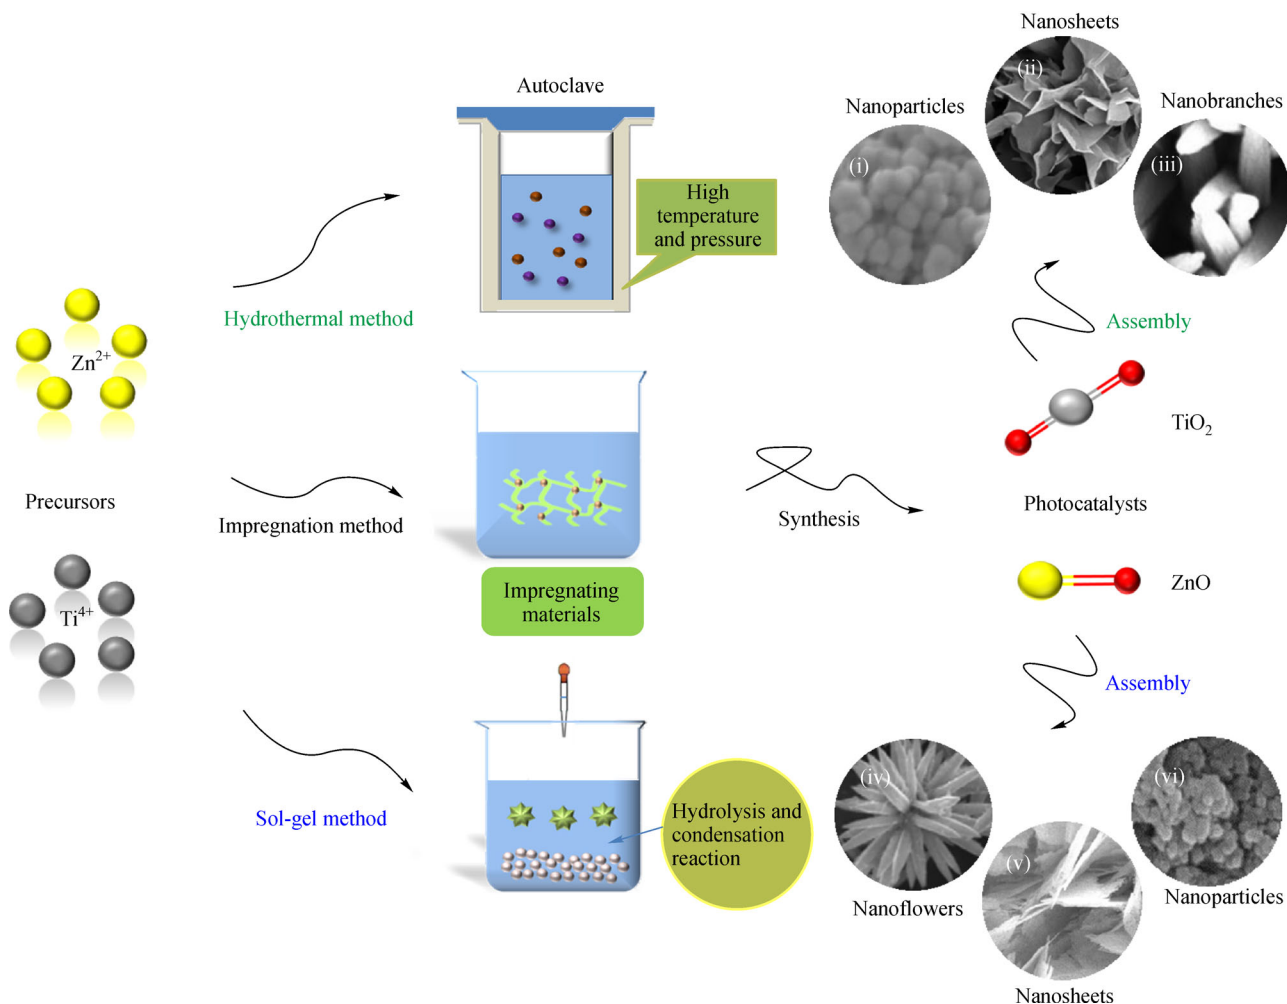 Nanosheets
(ii)
Autoclave
Nanoparticles
Nanobranches
(i)
(iii)
High
temperature
and pressure
Hydrothermal method
Assembly
Zn²⁺
TiO₂
Precursors
Impregnation method
Synthesis
Photocatalysts
Impregnating
materials
ZnO
Ti⁴⁺
Assembly
Sol-gel method
Hydrolysis and
condensation
reaction
(iv)
(vi)
(v)
Nanoflowers
Nanoparticles
Nanosheets